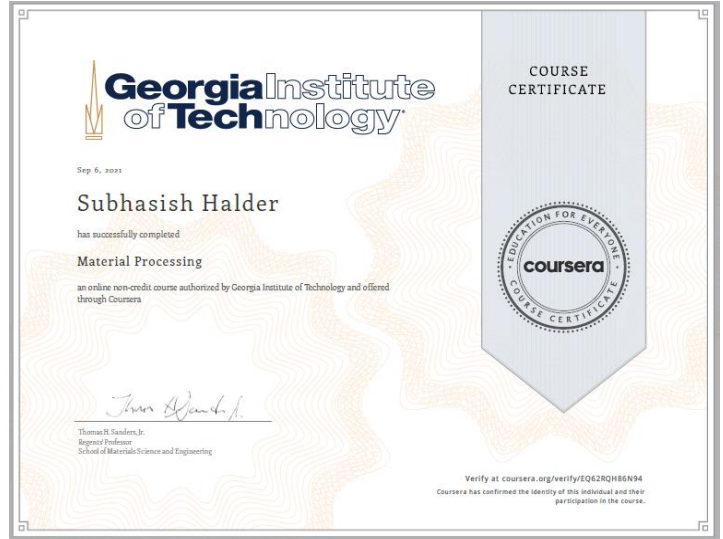 Georgia Institute
of Technology
COURSE
CERTIFICATE
Sep 6, 2021
Subhasish Halder
has successfully completed
Material Processing
an online non-credit course authorized by Georgia Institute of Technology and offered
through Coursera
EDUCATION FOR EVERYONE
coursera
COURSE CERTIFICATE
Thomas H. Sanders, Jr.
Regents' Professor
School of Materials Science and Engineering
Verify at coursera.org/verify/EQ62RQH86N94
Coursera has confirmed the identity of this individual and their
participation in the course.